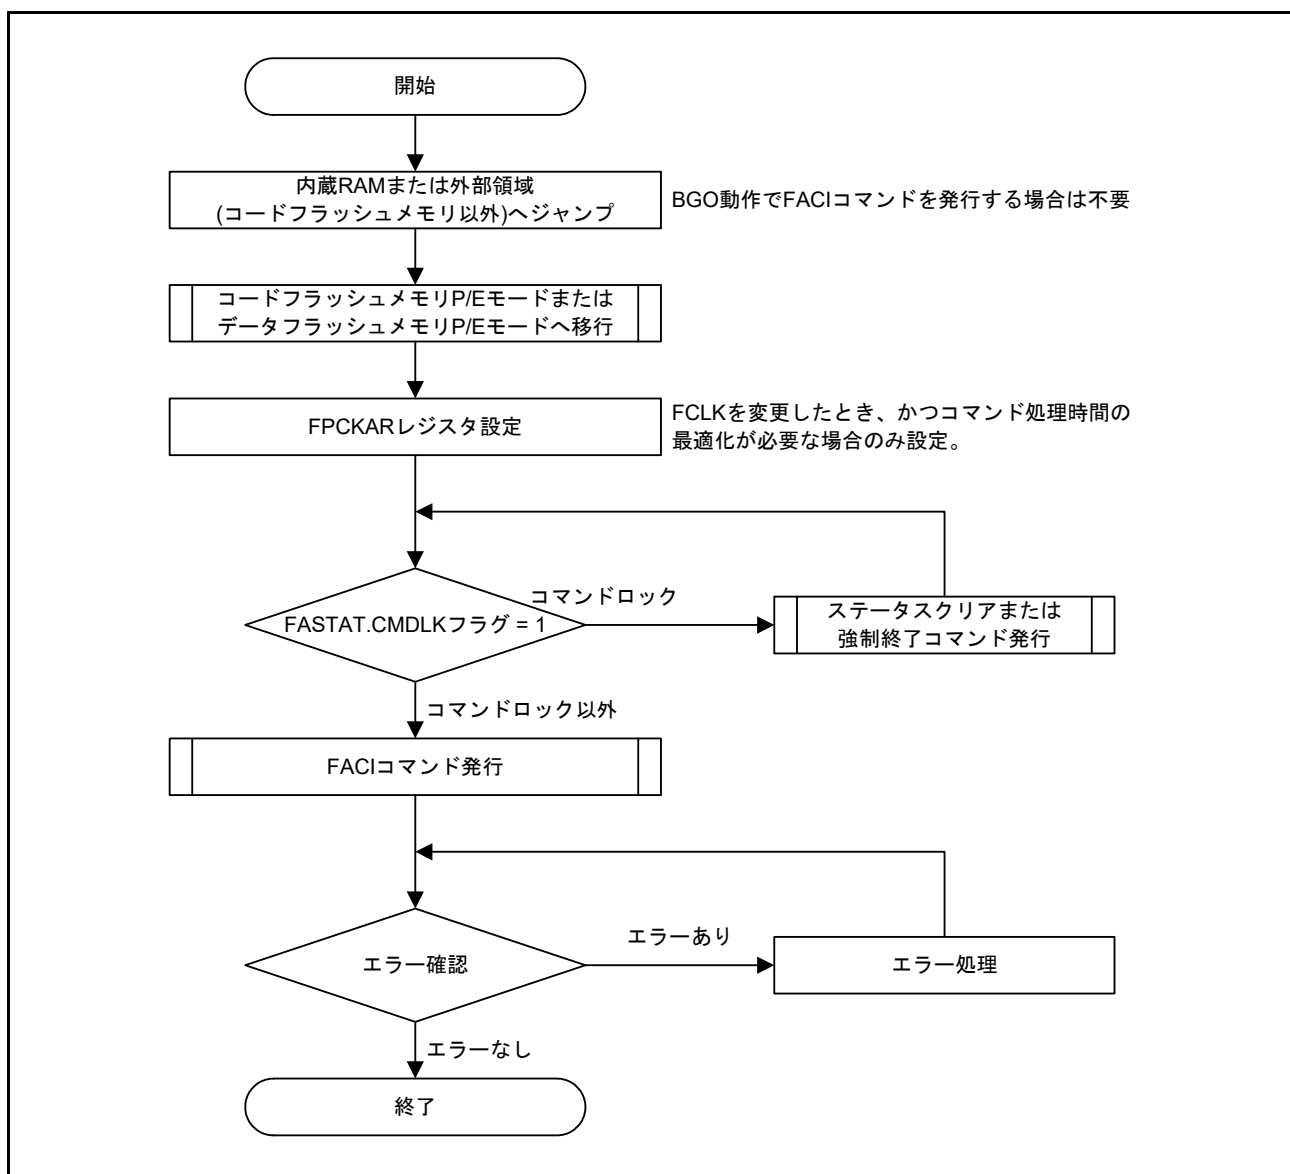 開始
内蔵RAMまたは外部領域
(コードフラッシュメモリ以外)へジャンプ
BGO動作でFACIコマンドを発行する場合は不要
コードフラッシュメモリP/Eモードまたは
データフラッシュメモリP/Eモードへ移行
FPCKARレジスタ設定
FCLKを変更したとき、かつコマンド処理時間の
最適化が必要な場合のみ設定。
FASTAT.CMDLKフラグ = 1
コマンドロック
ステータスクリアまたは
強制終了コマンド発行
コマンドロック以外
FACIコマンド発行
エラー確認
エラーあり
エラー処理
エラーなし
終了